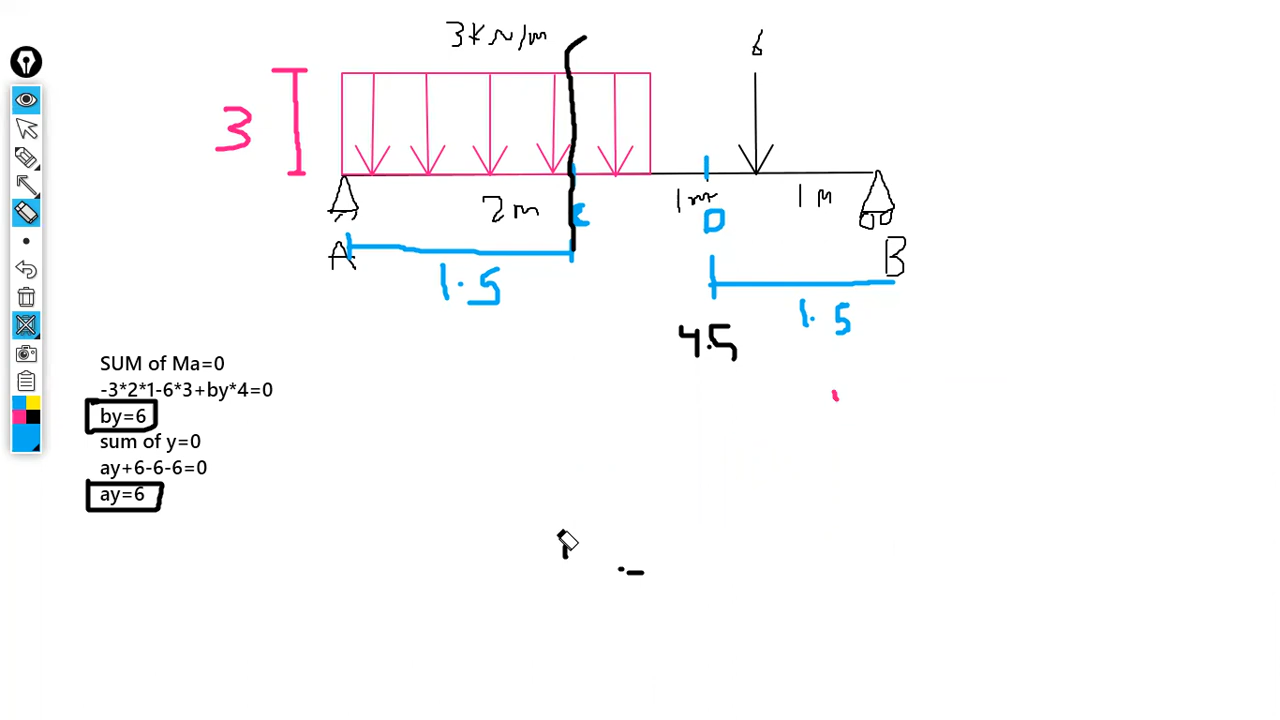 3KN/m
6
3
2m
1m
1m
C
D
A
B
1.5
1.5
4.5
SUM of Ma=0
-3*2*1-6*3+by*4=0
by=6
sum of y=0
ay+6-6-6=0
ay=6